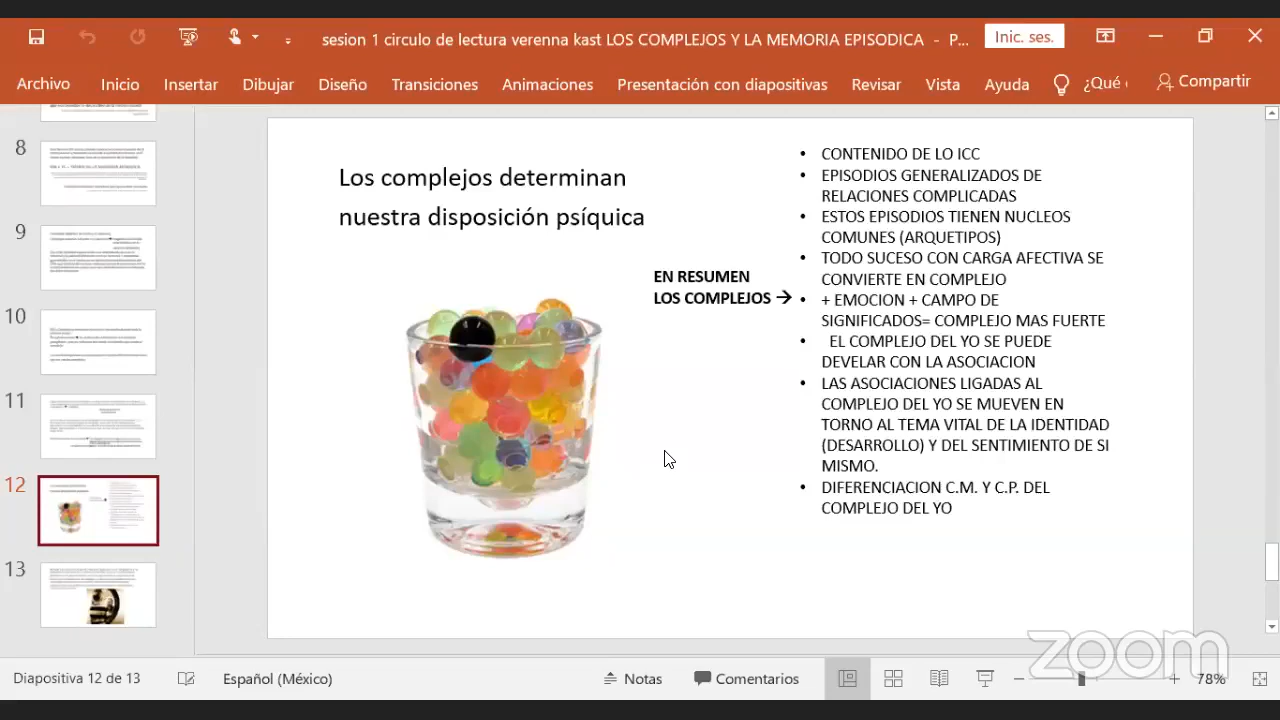 sesion 1 circulo de lectura verenna kast LOS COMPLEJOS Y LA MEMORIA EPISODICA - P...
Inic. ses.
Archivo Inicio Insertar Dibujar Diseño Transiciones Animaciones Presentación con diapositivas Revisar Vista Ayuda ¿Qué Compartir
8
9
10
11
12
13
Los complejos determinan
nuestra disposición psíquica
EN RESUMEN
LOS COMPLEJOS →
• CONTENIDO DE LO ICC
• EPISODIOS GENERALIZADOS DE
RELACIONES COMPLICADAS
• ESTOS EPISODIOS TIENEN NUCLEOS
COMUNES (ARQUETIPOS)
• TODO SUCESO CON CARGA AFECTIVA SE
CONVIERTE EN COMPLEJO
• + EMOCION + CAMPO DE
SIGNIFICADOS= COMPLEJO MAS FUERTE
• EL COMPLEJO DEL YO SE PUEDE
DEVELAR CON LA ASOCIACION
• LAS ASOCIACIONES LIGADAS AL
COMPLEJO DEL YO SE MUEVEN EN
TORNO AL TEMA VITAL DE LA IDENTIDAD
(DESARROLLO) Y DEL SENTIMIENTO DE SI
MISMO.
• DIFERENCIACION C.M. Y C.P. DEL
COMPLEJO DEL YO
zoom
Diapositiva 12 de 13 Español (México) Notas Comentarios 78%